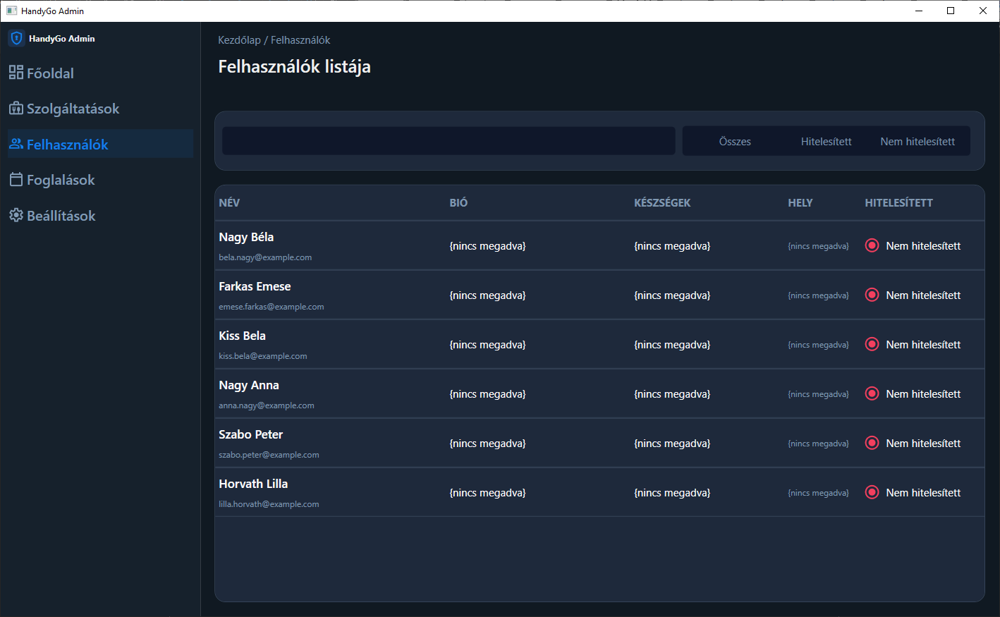 HandyGo Admin
HandyGo Admin
Főoldal
Szolgáltatások
Felhasználók
Foglalások
Beállítások
Kezdőlap / Felhasználók
Felhasználók listája
Összes Hitelesített Nem hitelesített
NÉV BIÓ KÉSZSÉGEK HELY HITELESÍTETT
Nagy Béla
bela.nagy@example.com
{nincs megadva} {nincs megadva} {nincs megadva} Nem hitelesített
Farkas Emese
emese.farkas@example.com
{nincs megadva} {nincs megadva} {nincs megadva} Nem hitelesített
Kiss Bela
kiss.bela@example.com
{nincs megadva} {nincs megadva} {nincs megadva} Nem hitelesített
Nagy Anna
anna.nagy@example.com
{nincs megadva} {nincs megadva} {nincs megadva} Nem hitelesített
Szabo Peter
szabo.peter@example.com
{nincs megadva} {nincs megadva} {nincs megadva} Nem hitelesített
Horvath Lilla
lilla.horvath@example.com
{nincs megadva} {nincs megadva} {nincs megadva} Nem hitelesített